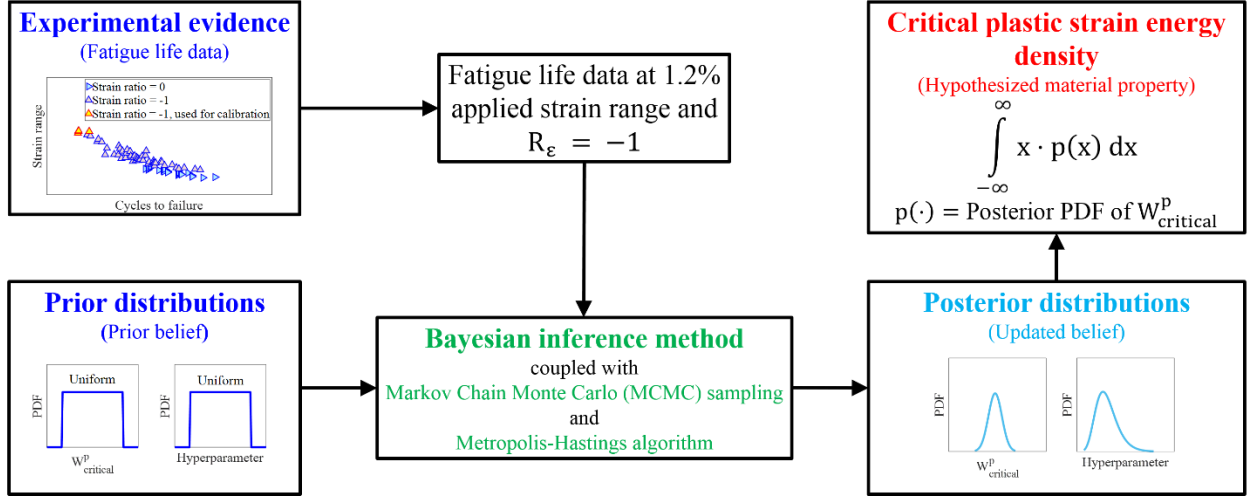 Experimental evidence
(Fatigue life data)
Strain ratio = 0
Strain ratio = -1
Strain ratio = -1, used for calibration
Strain range
Cycles to failure
Fatigue life data at 1.2%
applied strain range and
R_ε = −1
Critical plastic strain energy
density
(Hypothesized material property)
∫_{−∞}^{∞} x · p(x) dx
p(·) = Posterior PDF of W^p_critical
Prior distributions
(Prior belief)
Uniform
PDF
W^p_critical
Uniform
PDF
Hyperparameter
Bayesian inference method
coupled with
Markov Chain Monte Carlo (MCMC) sampling
and
Metropolis-Hastings algorithm
Posterior distributions
(Updated belief)
PDF
W^p_critical
PDF
Hyperparameter